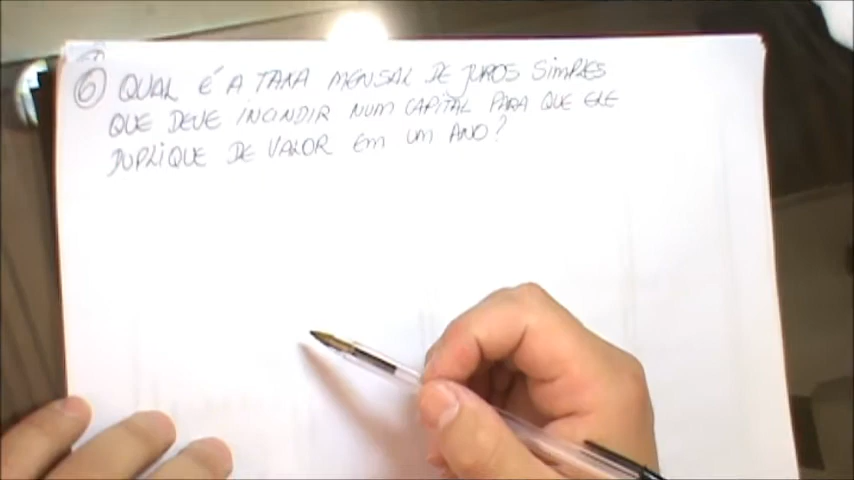 6 QUAL É A TAXA MENSAL DE JUROS SIMPLES
QUE DEVE INCINDIR NUM CAPITAL PARA QUE ELE
DUPLIQUE DE VALOR EM UM ANO?